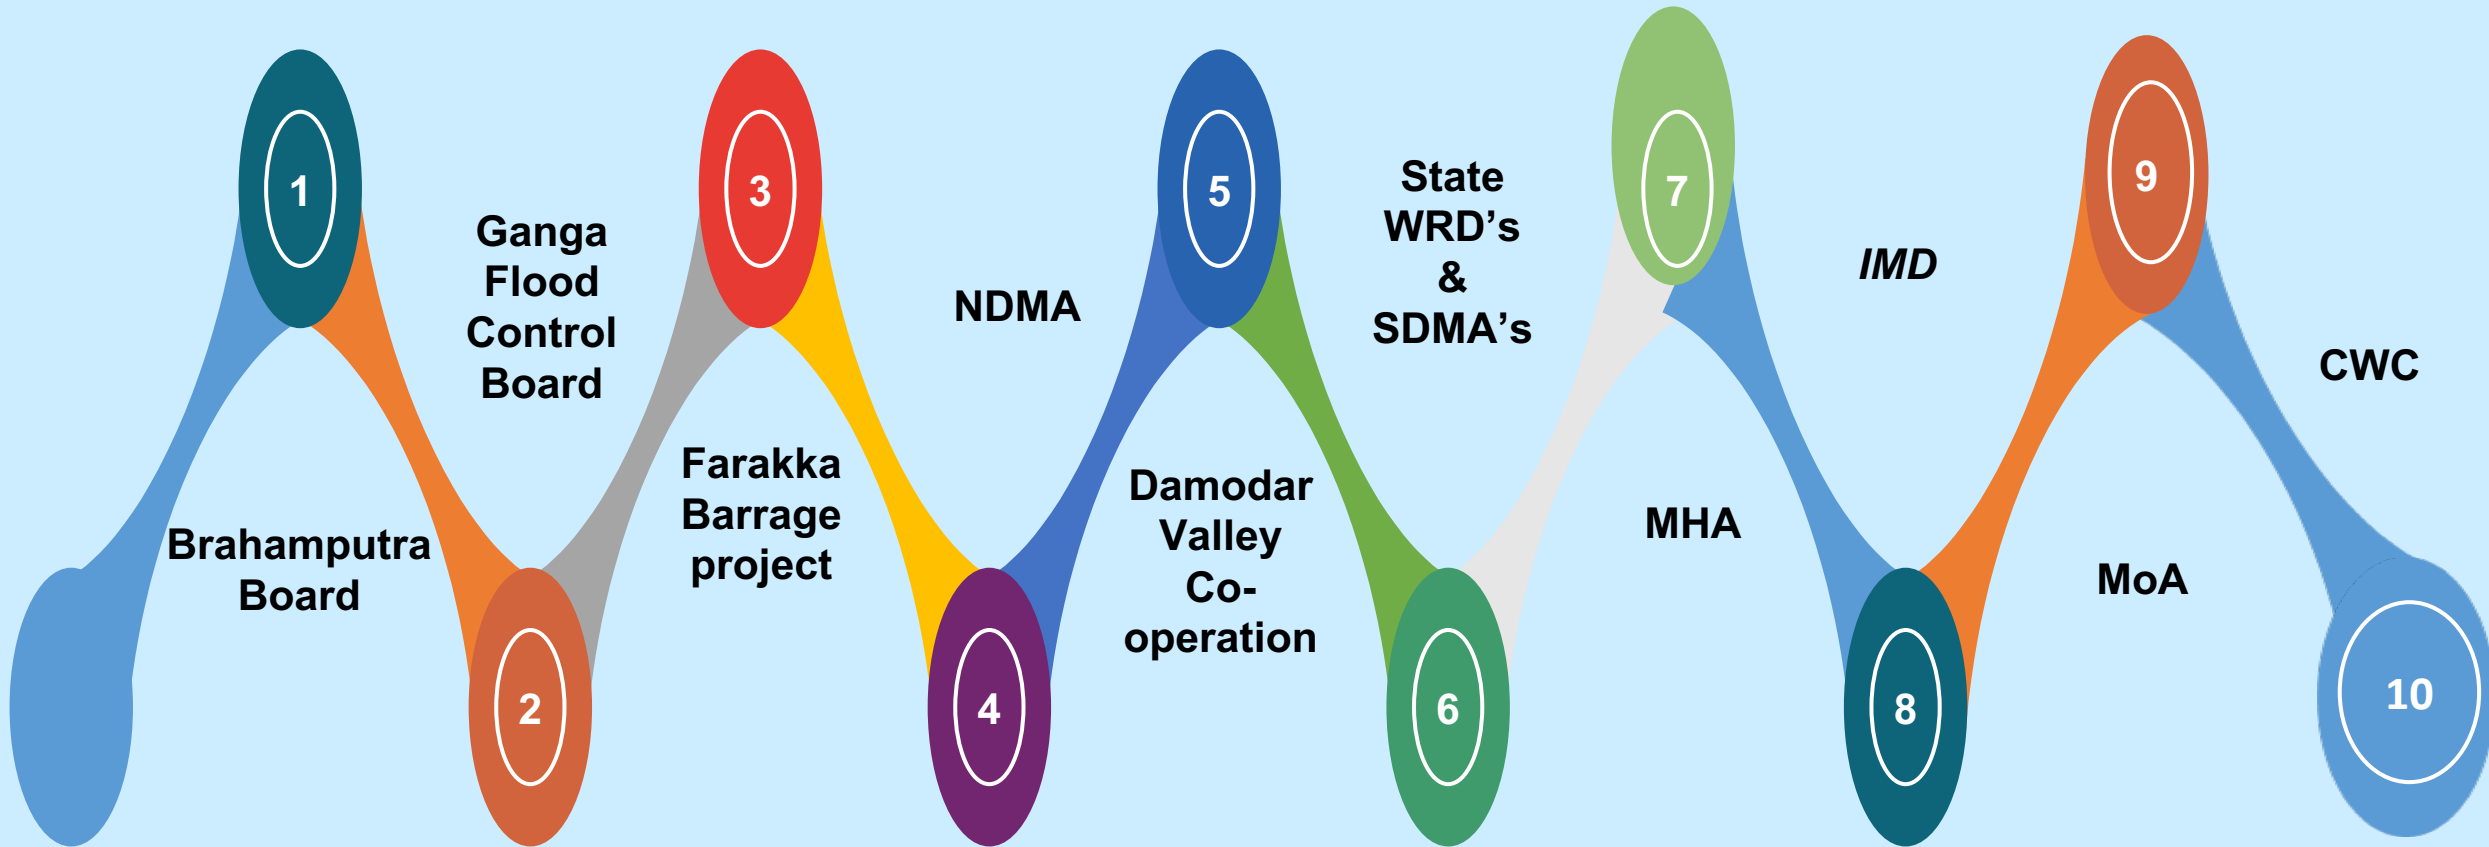 1
Brahamputra
Board
2
Ganga
Flood
Control
Board
3
Farakka
Barrage
project
4
NDMA
5
Damodar
Valley
Co-
operation
6
State
WRD’s
&
SDMA’s
7
MHA
8
IMD
9
MoA
10
CWC